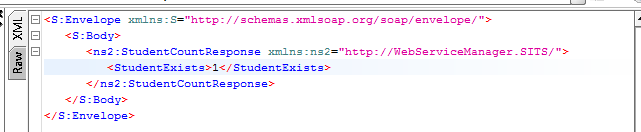 XML
Raw
<S:Envelope xmlns:S="http://schemas.xmlsoap.org/soap/envelope/">
<S:Body>
<ns2:StudentCountResponse xmlns:ns2="http://WebServiceManager.SITS/">
<StudentExists>1</StudentExists>
</ns2:StudentCountResponse>
</S:Body>
</S:Envelope>